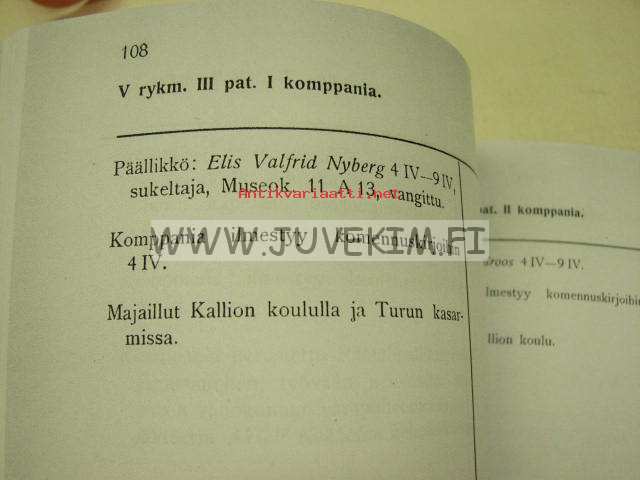 108
V rykm. III pat. I komppania.
Päällikkö: Elis Valfrid Nyberg 4 IV—9 IV,
sukeltaja, Museok. 11 A 13, vangittu.
Antikvariaatti.net
Komppania ilmestyy komennuskirjoihin
WWW.JUVEKIM.FI
4 IV.
Majaillut Kallion koululla ja Turun kasar-
missa.
pat. II komppania.
4 IV—9 IV.
komennuskirjoihin
koulu.